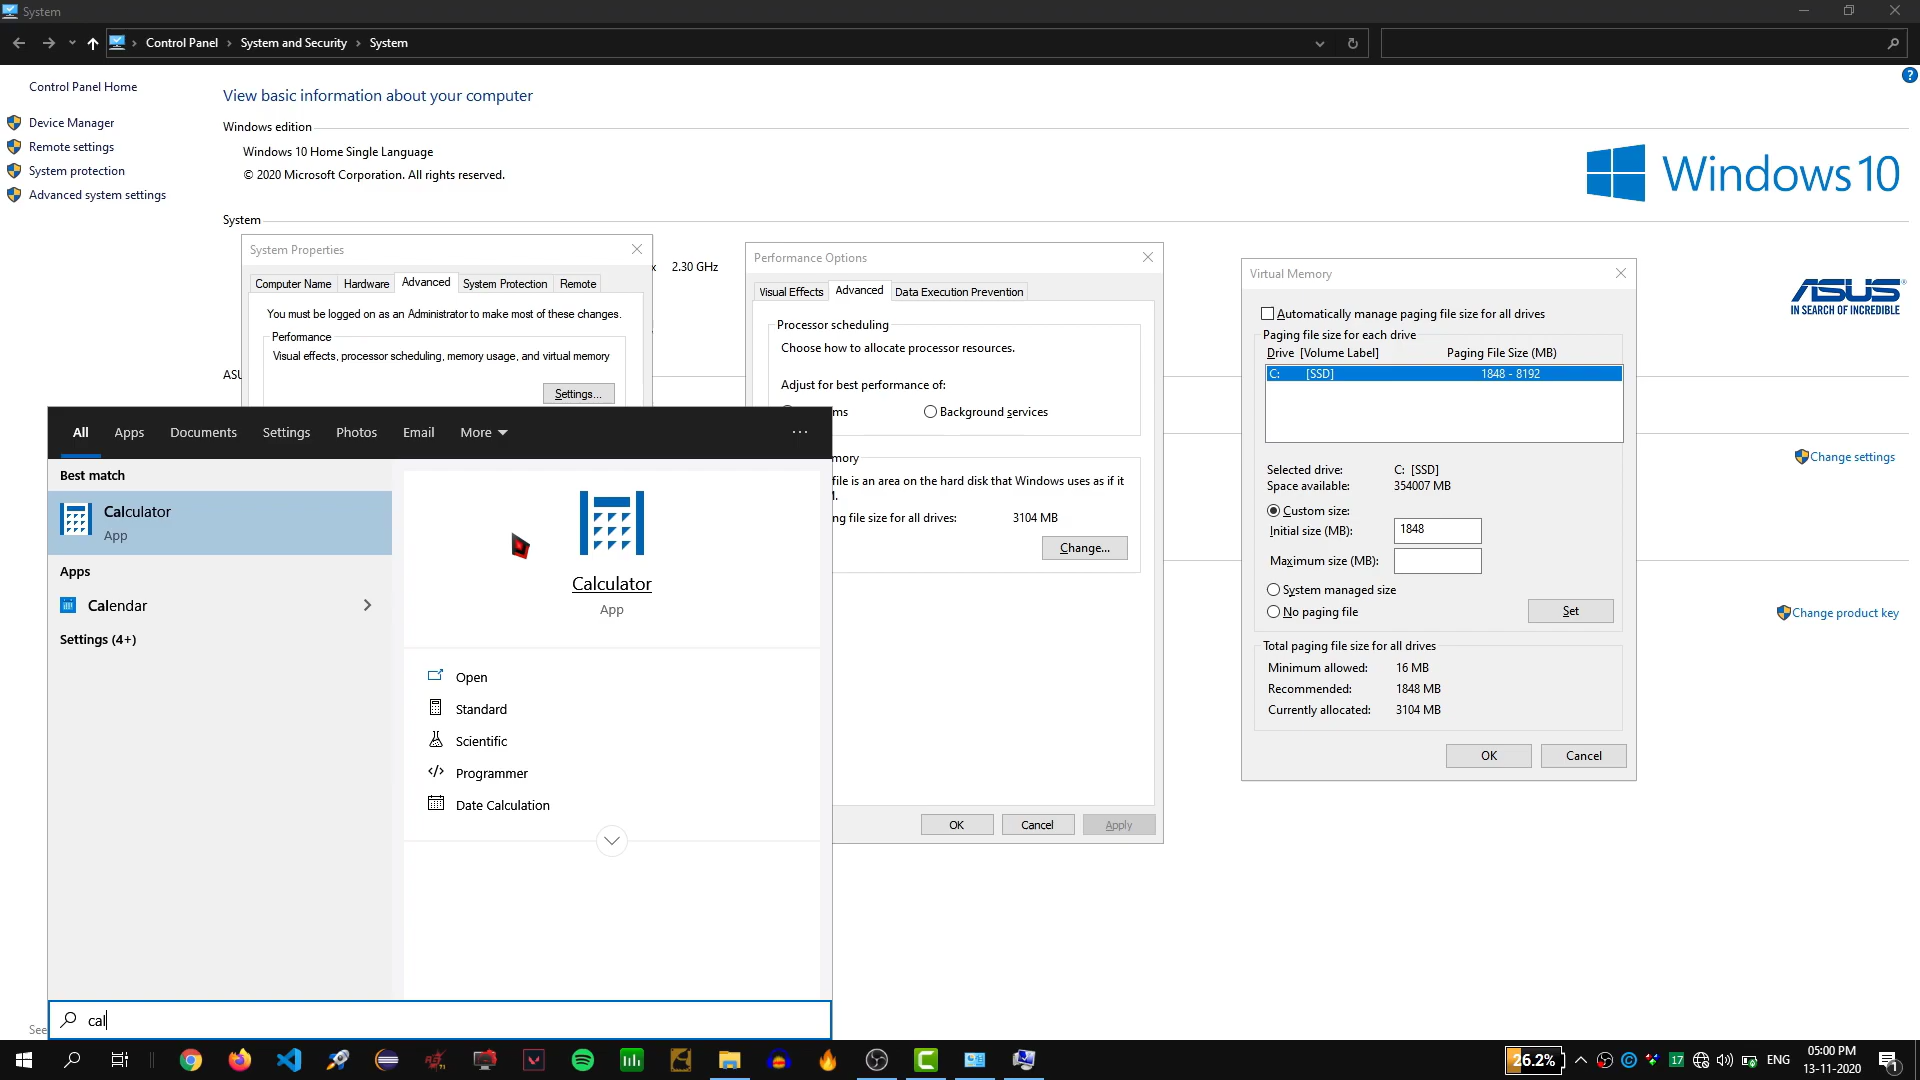 System
Control Panel › System and Security › System
Control Panel Home
Device Manager
Remote settings
System protection
Advanced system settings
View basic information about your computer
Windows edition
Windows 10 Home Single Language
© 2020 Microsoft Corporation. All rights reserved.
Windows 10
System
2.30 GHz
ASUS
IN SEARCH OF INCREDIBLE
Change settings
Change product key
System Properties
Computer Name
Hardware
Advanced
System Protection
Remote
You must be logged on as an Administrator to make most of these changes.
Performance
Visual effects, processor scheduling, memory usage, and virtual memory
Settings...
Performance Options
Visual Effects
Advanced
Data Execution Prevention
Processor scheduling
Choose how to allocate processor resources.
Adjust for best performance of:
ms
Background services
mory
file is an area on the hard disk that Windows uses as if it
ng file size for all drives:
3104 MB
Change...
OK
Cancel
Apply
Virtual Memory
Automatically manage paging file size for all drives
Paging file size for each drive
Drive [Volume Label]
Paging File Size (MB)
C: [SSD]
1848 - 8192
Selected drive:
C: [SSD]
Space available:
354007 MB
Custom size:
Initial size (MB):
1848
Maximum size (MB):
System managed size
No paging file
Set
Total paging file size for all drives
Minimum allowed:
16 MB
Recommended:
1848 MB
Currently allocated:
3104 MB
OK
Cancel
All
Apps
Documents
Settings
Photos
Email
More
Best match
Calculator
App
Apps
Calendar
Settings (4+)
Calculator
App
Open
Standard
Scientific
Programmer
Date Calculation
See
cal
26.2%
17
ENG
05:00 PM
13-11-2020
1